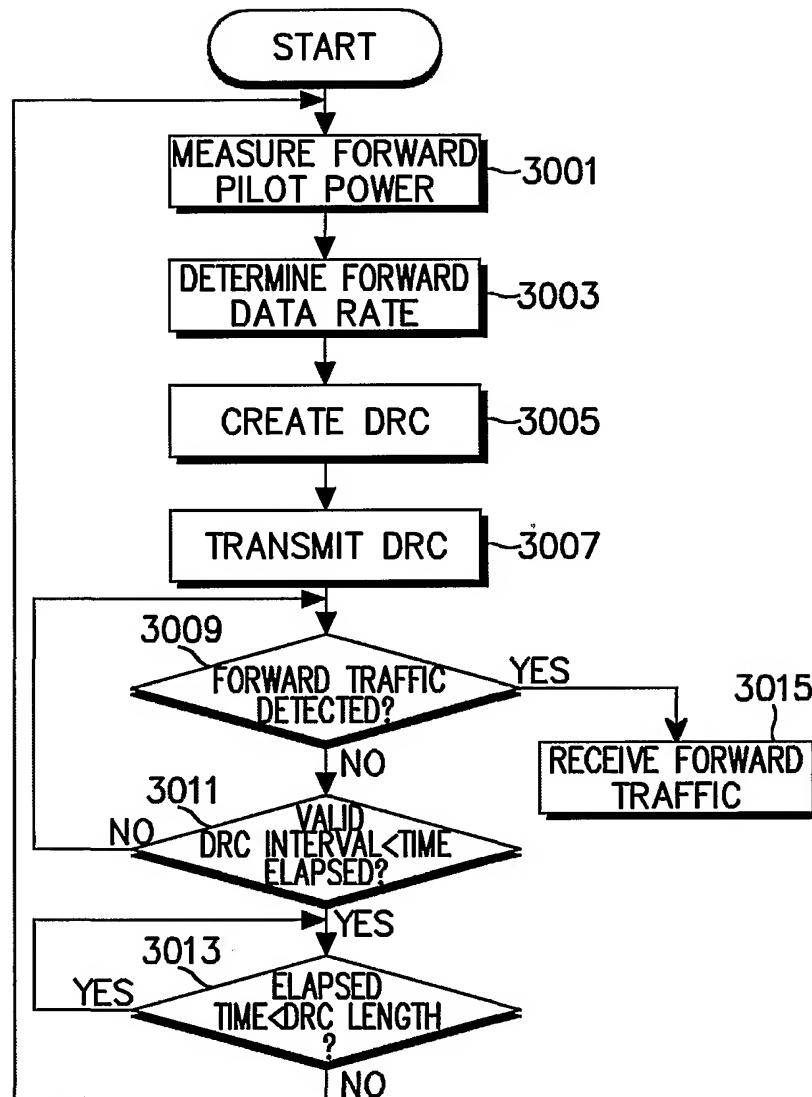 START
MEASURE FORWARD
PILOT POWER
3001
DETERMINE FORWARD
DATA RATE
3003
CREATE DRC
3005
TRANSMIT DRC
3007
3009
FORWARD TRAFFIC
DETECTED?
YES
3015
RECEIVE FORWARD
TRAFFIC
NO
3011
VALID
DRC INTERVAL<TIME
ELAPSED?
NO
YES
3013
ELAPSED
TIME<DRC LENGTH
?
YES
NO